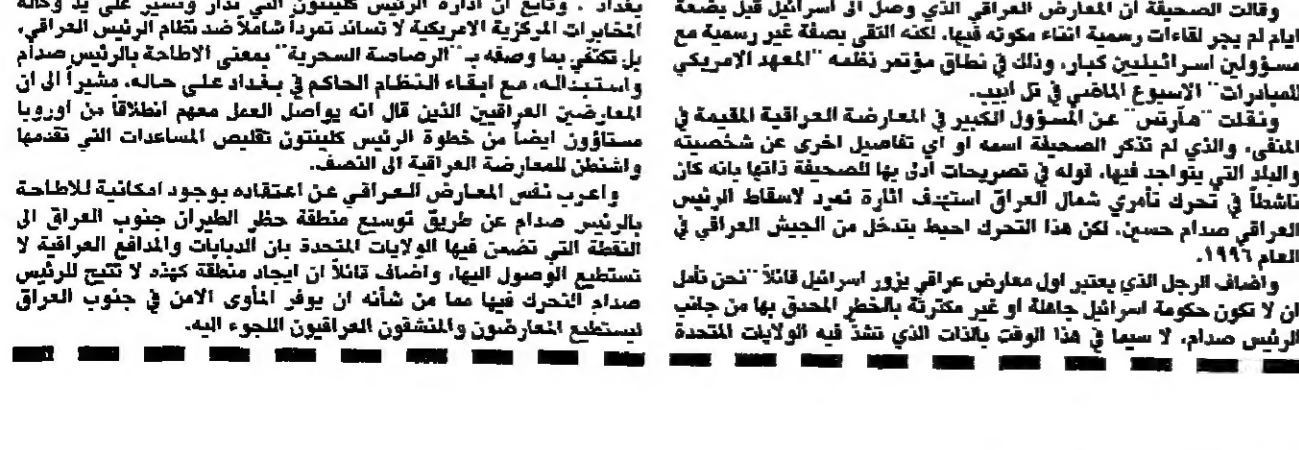 وقالت الصحيفة ان المعارض العراقي الذي وصل الى اسرائيل قبل بضعة
ايام لم يجر لقاءات رسمية اثناء مكوثه فيها، لكنه التقى بصفة غير رسمية مع
مسؤولين اسرائيليين كبار، وذلك في نطاق مؤتمر نظمه "المعهد الامريكي
للمبادرات" الاسبوع الماضي في تل ابيب.
ونقلت "هآرتس" عن المسؤول الكبير في المعارضة العراقية المقيمة في
المنفى، والذي لم تذكر الصحيفة اسمه او اي تفاصيل اخرى عن شخصيته
والبلد التي يتواجد فيها، قوله في تصريحات أدلى بها للصحيفة ذاتها بانه كان
ناشطاً في تحرك تأمري شمال العراق استهدف اثارة تمرد لاسقاط الرئيس
العراقي صدام حسين، لكن هذا التحرك احبط بتدخل من الجيش العراقي في
العام ١٩٩٦.
واضاف الرجل الذي يعتبر اول معارض عراقي يزور اسرائيل قائلاً "نحن نأمل
ان لا تكون حكومة اسرائيل جاهلة او غير مكترثة بالخطر المحدق بها من جانب
الرئيس صدام، لا سيما في هذا الوقت بالذات الذي تشذ فيه الولايات المتحدة
بغداد". وتابع ان ادارة الرئيس كلينتون التي تدار وتسير على يد وكالة
المخابرات المركزية الامريكية لا تساند تمرداً شاملاً ضد نظام الرئيس العراقي،
بل تكتفي بما وصفه بـ"الرصاصة السحرية" بمعنى الاطاحة بالرئيس صدام
واستبداله، مع ابقاء النظام الحاكم في بغداد على حاله، مشيراً الى ان
المعارضين العراقيين الذين قال انه يواصل العمل معهم انطلاقاً من اوروبا
مستاؤون ايضاً من خطوة الرئيس كلينتون تقليص المساعدات التي تقدمها
واشنطن للمعارضة العراقية الى النصف.
واعرب نفس المعارض العراقي عن اعتقاده بوجود امكانية للاطاحة
بالرئيس صدام عن طريق توسيع منطقة حظر الطيران جنوب العراق الى
النقطة التي تضمن فيها الولايات المتحدة بان الدبابات والمدافع العراقية لا
تستطيع الوصول اليها، واضاف قائلاً ان ايجاد منطقة كهذه لا تتيح للرئيس
صدام التحرك فيها مما من شأنه ان يوفر المأوى الامن في جنوب العراق
ليستطيع المعارضون والمنشقون العراقيون اللجوء اليه.